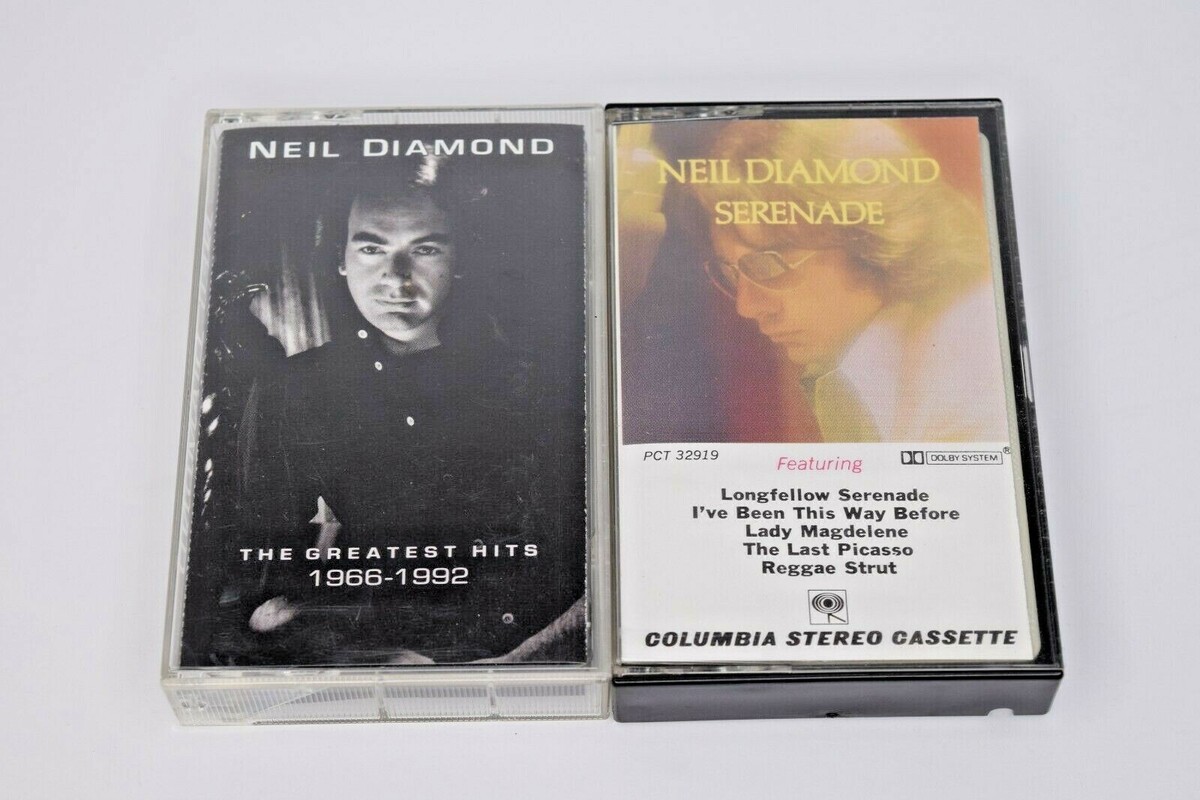 NEIL DIAMOND
THE GREATEST HITS
1966-1992
NEIL DIAMOND
SERENADE
PCT 32919
Featuring
DOLBY SYSTEM®
Longfellow Serenade
I've Been This Way Before
Lady Magdelene
The Last Picasso
Reggae Strut
COLUMBIA STEREO CASSETTE